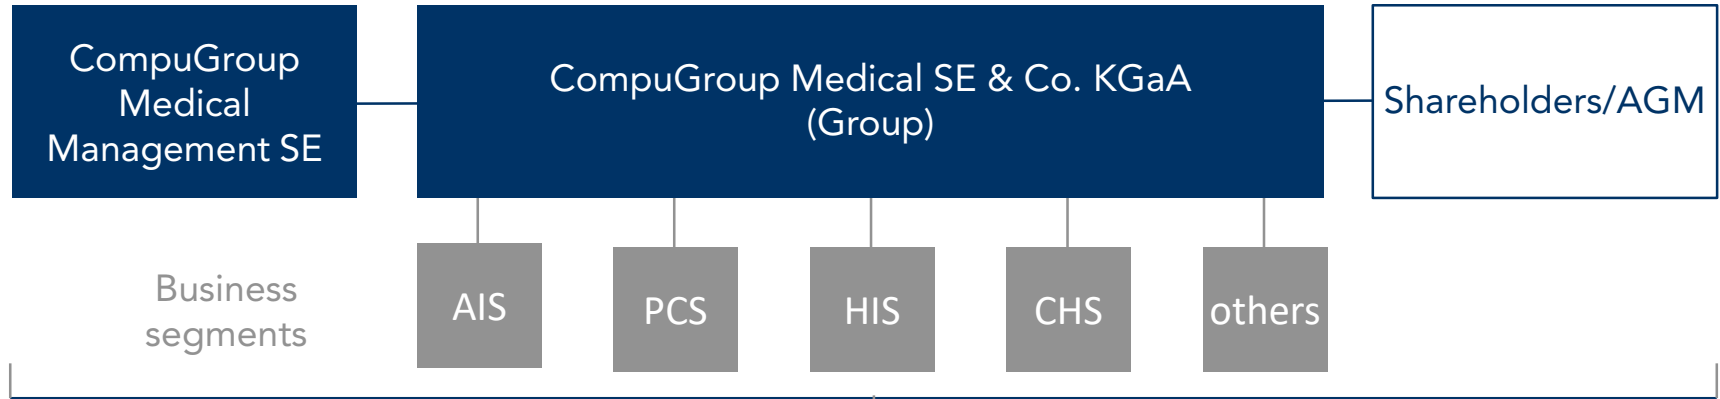 CompuGroup
Medical
Management SE
CompuGroup Medical SE & Co. KGaA
(Group)
Shareholders/AGM
Business
segments
AIS
PCS
HIS
CHS
others